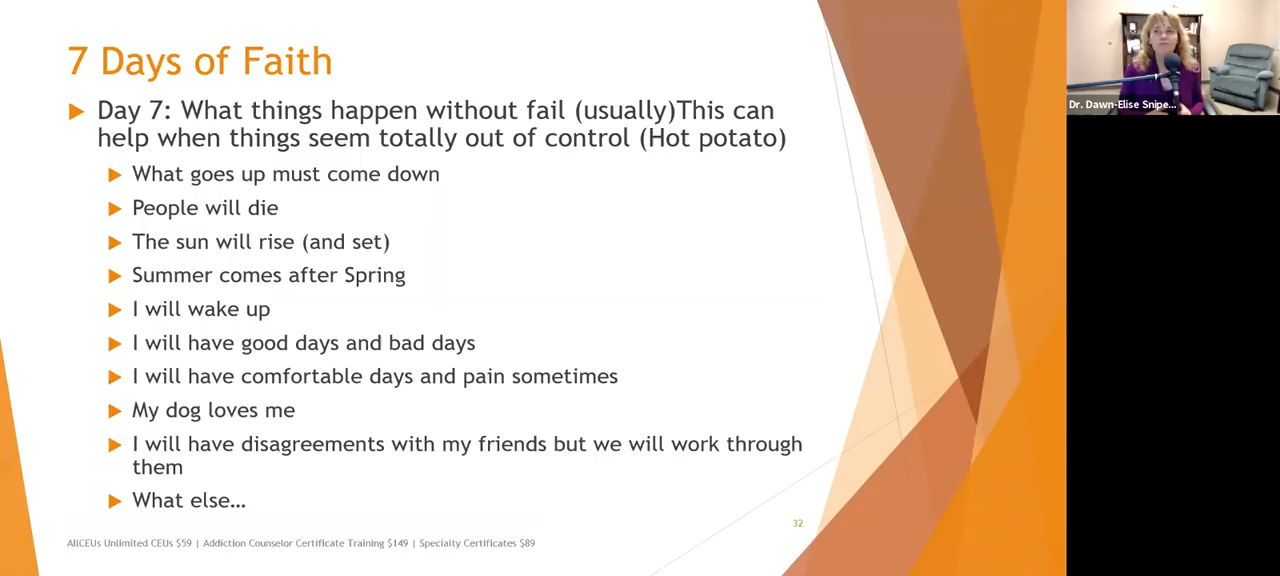 7 Days of Faith
Day 7: What things happen without fail (usually)This can
help when things seem totally out of control (Hot potato)
What goes up must come down
People will die
The sun will rise (and set)
Summer comes after Spring
I will wake up
I will have good days and bad days
I will have comfortable days and pain sometimes
My dog loves me
I will have disagreements with my friends but we will work through
them
What else…
32
AllCEUs Unlimited CEUs $59 | Addiction Counselor Certificate Training $149 | Specialty Certificates $89
Dr. Dawn-Elise Snipe...